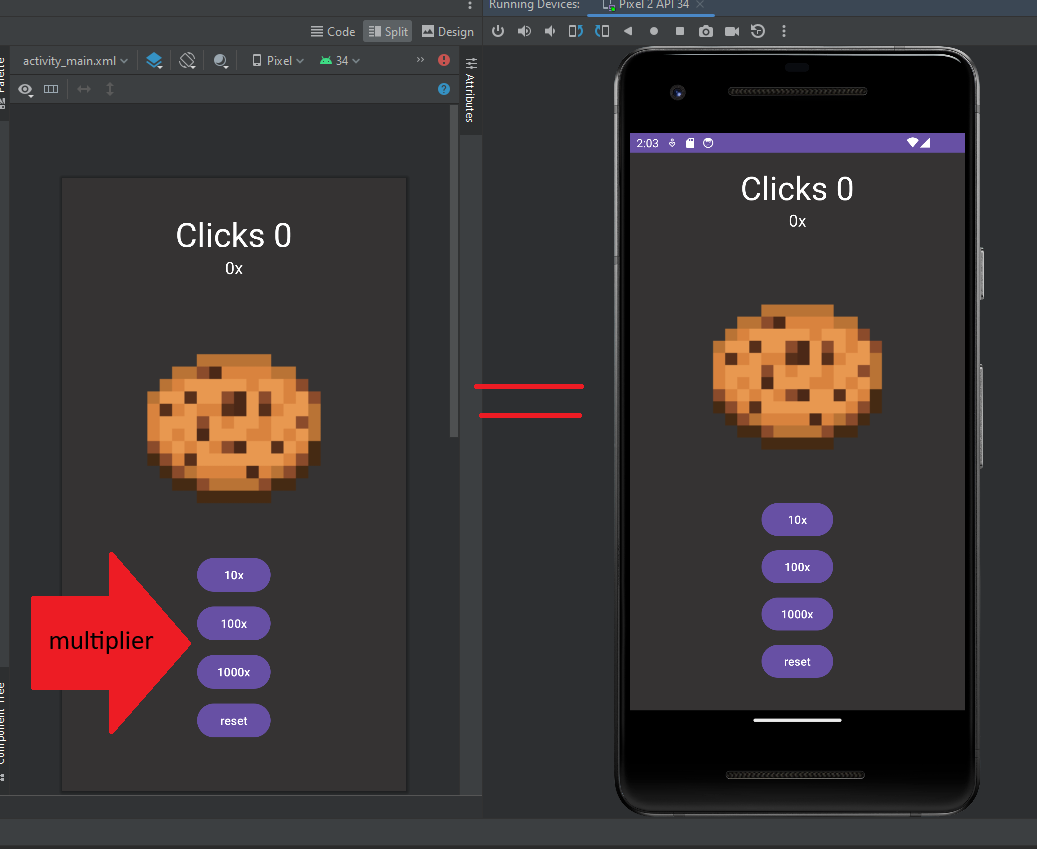 Running Devices:
Pixel 2 API 34
Code
Split
Design
activity_main.xml
Pixel
34
Palette
Attributes
Component Tree
Clicks 0
0x
10x
100x
1000x
reset
multiplier
2:03
Clicks 0
0x
10x
100x
1000x
reset